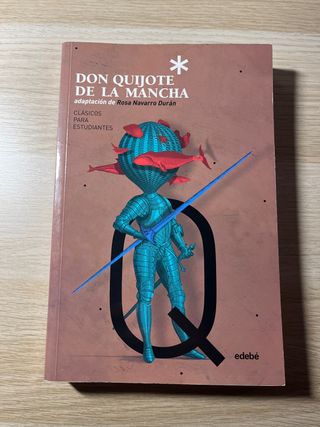 DON QUIJOTE
DE LA MANCHA
adaptación de Rosa Navarro Durán
CLÁSICOS
PARA
ESTUDIANTES
Q
edebé